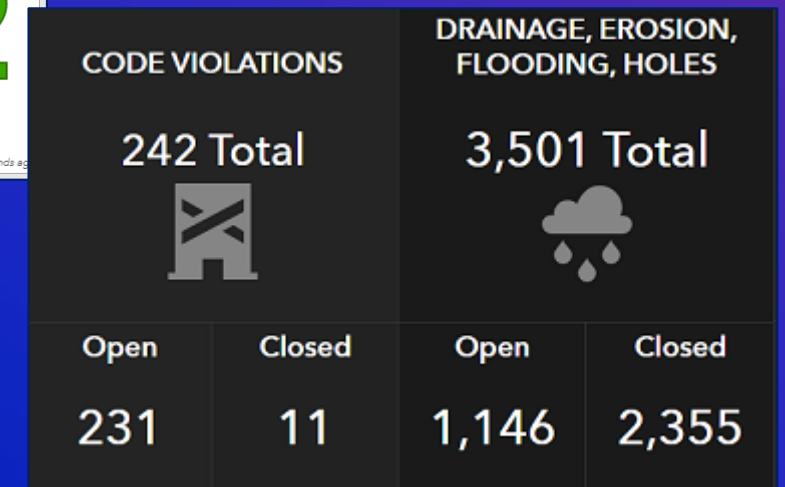 CODE VIOLATIONS
242 Total
Open Closed
231 11
DRAINAGE, EROSION,
FLOODING, HOLES
3,501 Total
Open Closed
1,146 2,355